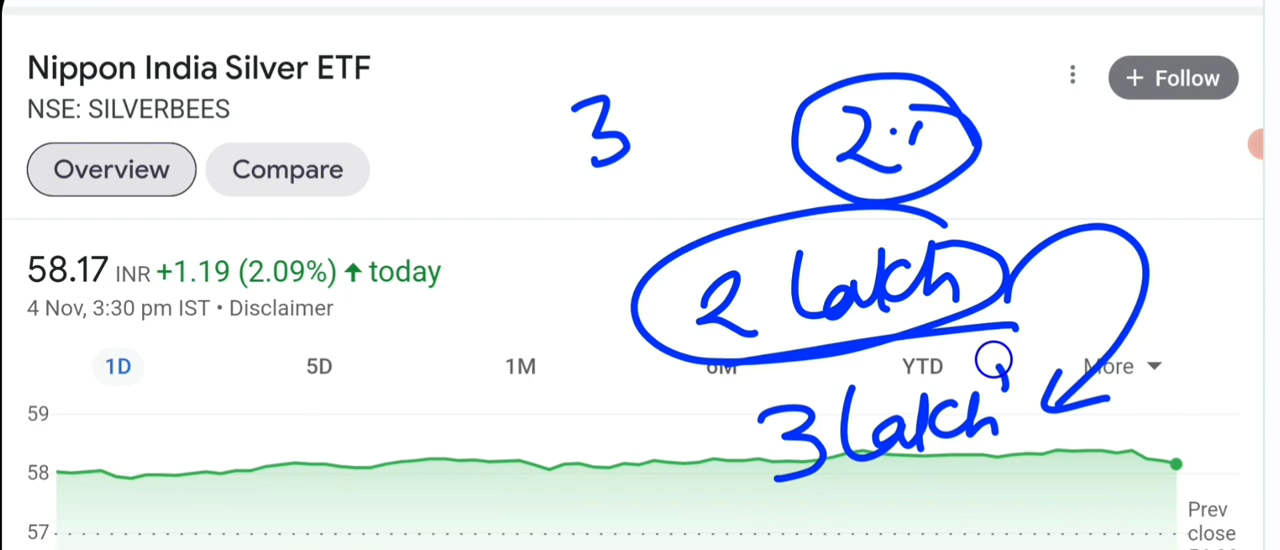 Nippon India Silver ETF
+ Follow
NSE: SILVERBEES
3
Overview
Compare
2 lakh
58.17 INR +1.19 (2.09%) ↑ today
4 Nov, 3:30 pm IST • Disclaimer
1D 5D 1M 6M YTD More
3 lakh
59
58
57
Prev
close